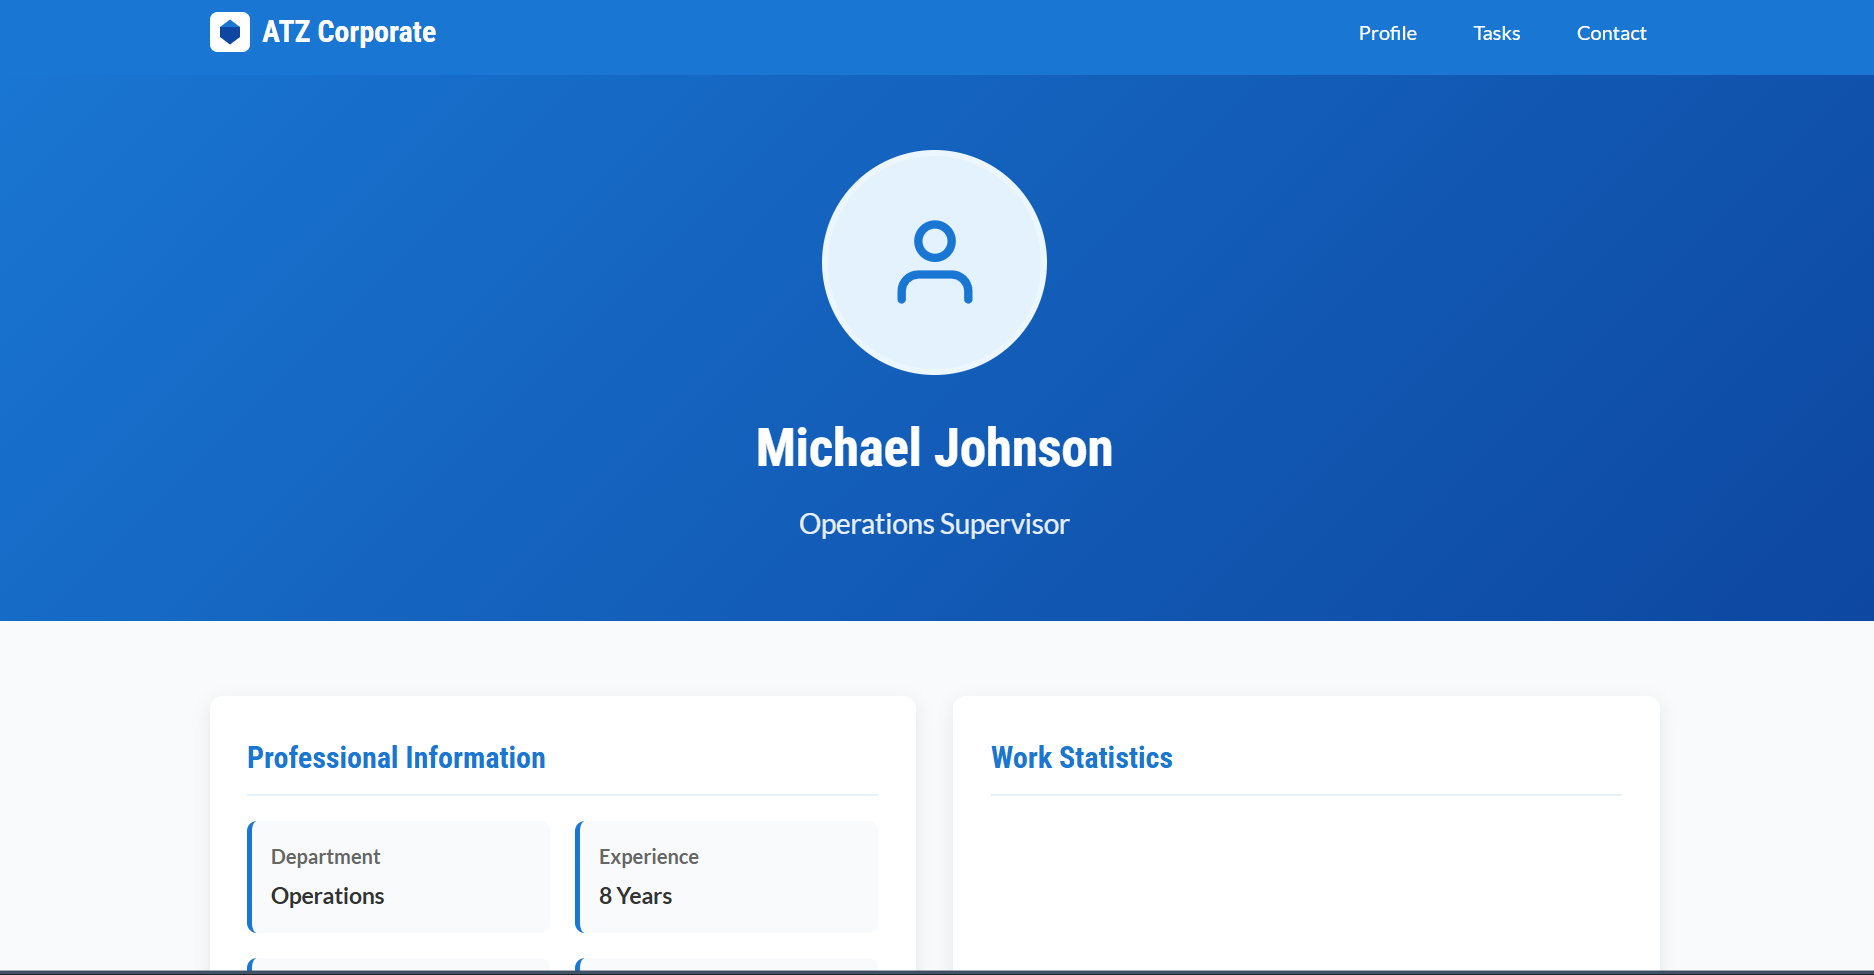 ATZ Corporate
Profile
Tasks
Contact
Michael Johnson
Operations Supervisor
Professional Information
Department
Operations
Experience
8 Years
Work Statistics